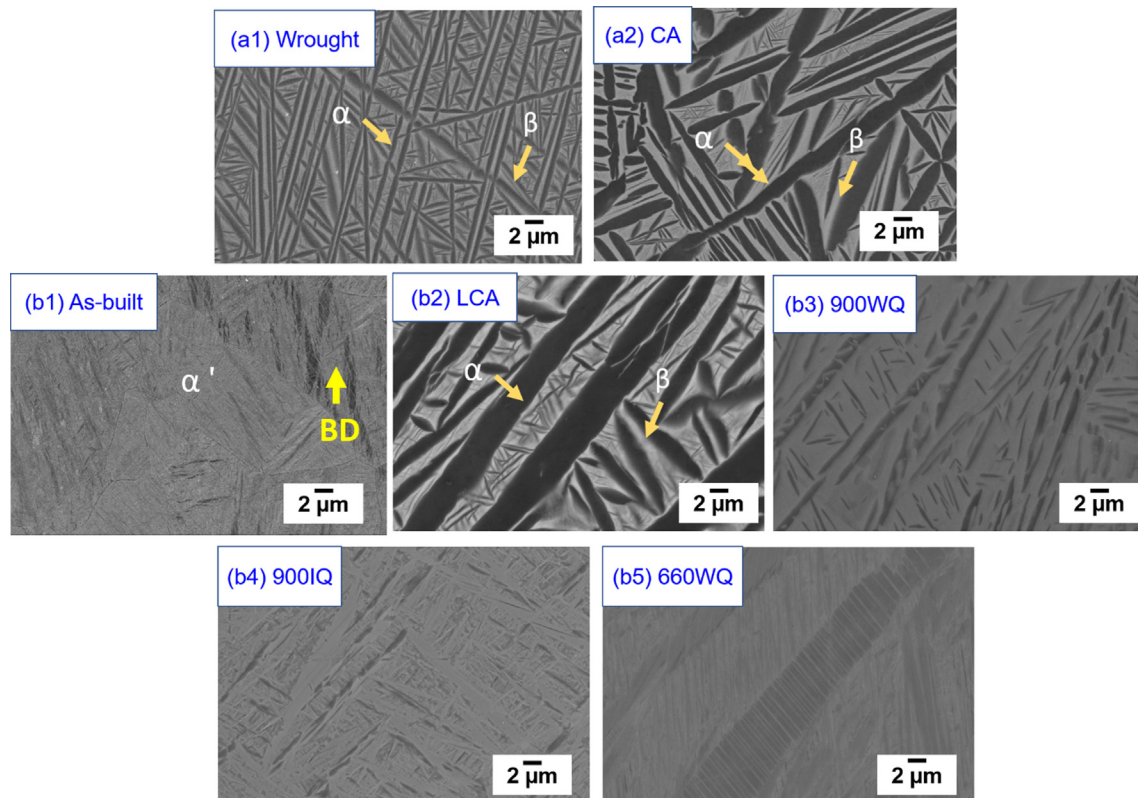 (a1) Wrought
α
β
2 µm
(a2) CA
α
β
2 µm
(b1) As-built
α '
BD
2 µm
(b2) LCA
α
β
2 µm
(b3) 900WQ
2 µm
(b4) 900IQ
2 µm
(b5) 660WQ
2 µm